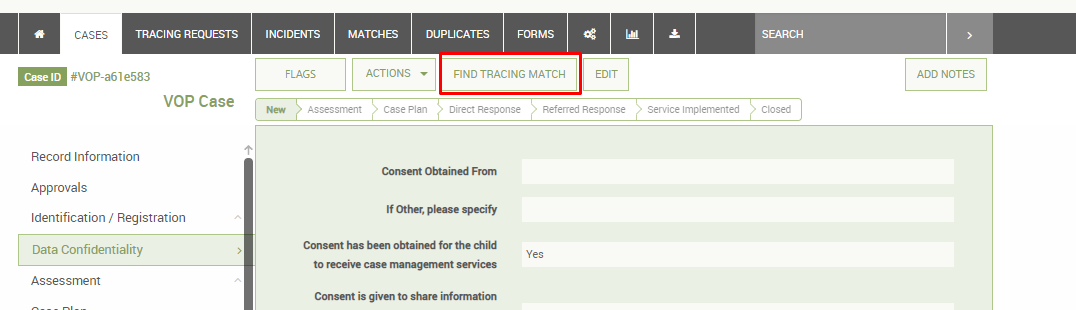 CASES TRACING REQUESTS INCIDENTS MATCHES DUPLICATES FORMS SEARCH
Case ID #VOP-a61e583
FLAGS ACTIONS FIND TRACING MATCH EDIT ADD NOTES
VOP Case
New Assessment Case Plan Direct Response Referred Response Service Implemented Closed
Record Information
Approvals
Identification / Registration
Data Confidentiality
Assessment
Case Plan
Consent Obtained From
If Other, please specify
Consent has been obtained for the child
to receive case management services
Yes
Consent is given to share information